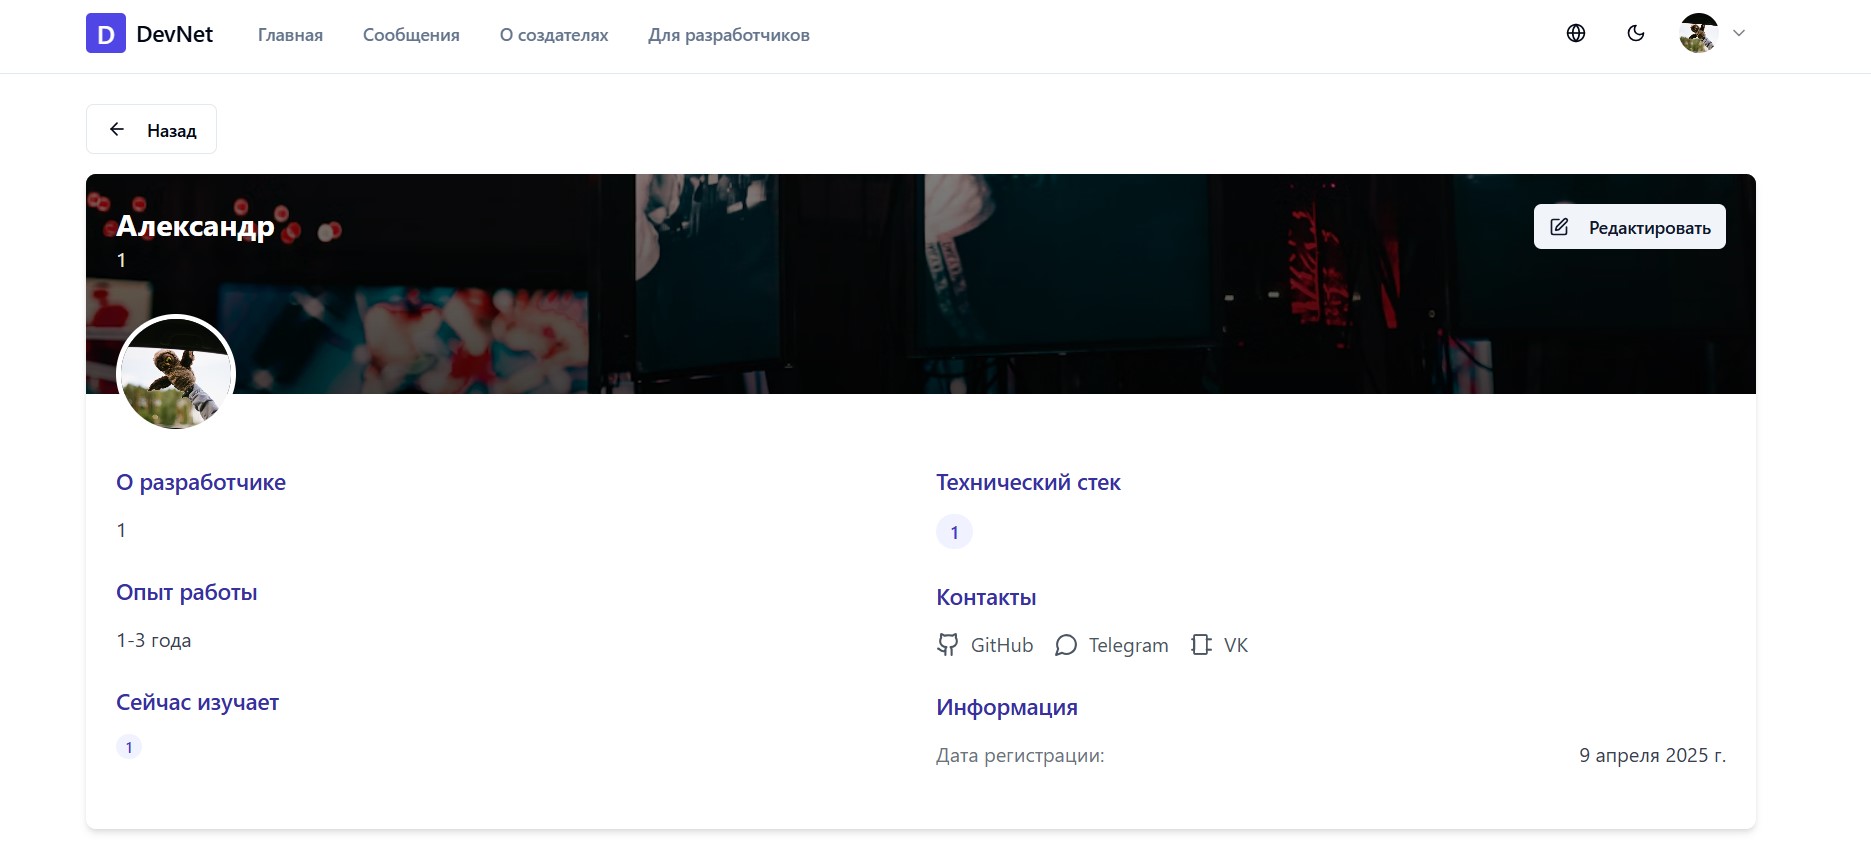 D DevNet Главная Сообщения О создателях Для разработчиков
Назад
Александр
1
Редактировать
О разработчике
1
Опыт работы
1-3 года
Сейчас изучает
1
Технический стек
1
Контакты
GitHub Telegram VK
Информация
Дата регистрации: 9 апреля 2025 г.